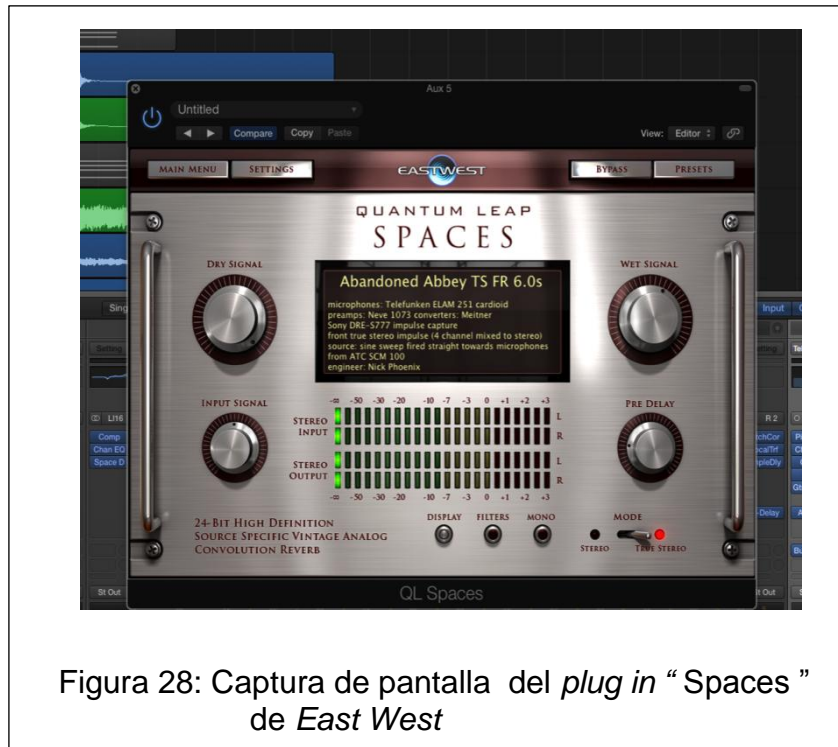 Aux 5
Untitled
Compare Copy Paste View: Editor
MAIN MENU SETTINGS EASTWEST BYPASS PRESETS
QUANTUM LEAP
SPACES
DRY SIGNAL WET SIGNAL
Abandoned Abbey TS FR 6.0s
microphones: Telefunken ELAM 251 cardioid
preamps: Neve 1073 converters: Meitner
Sony DRE-S777 impulse capture
front true stereo impulse (4 channel mixed to stereo)
source: sine sweep fired straight towards microphones
from ATC SCM 100
engineer: Nick Phoenix
Sing Input
Setting
INPUT SIGNAL PRE DELAY
-∞ -50 -30 -20 -10 -7 -3 0 +1 +2 +3
STEREO INPUT L R
STEREO OUTPUT L R
-∞ -50 -30 -20 -10 -7 -3 0 +1 +2 +3
LI16 R 2
Comp
Chan EQ
Space D
DISPLAY FILTERS MONO MODE
STEREO TRUE STEREO
24-BIT HIGH DEFINITION
SOURCE SPECIFIC VINTAGE ANALOG
CONVOLUTION REVERB
St Out QL Spaces t Out
Figura 28: Captura de pantalla del plug in “ Spaces ”
de East West